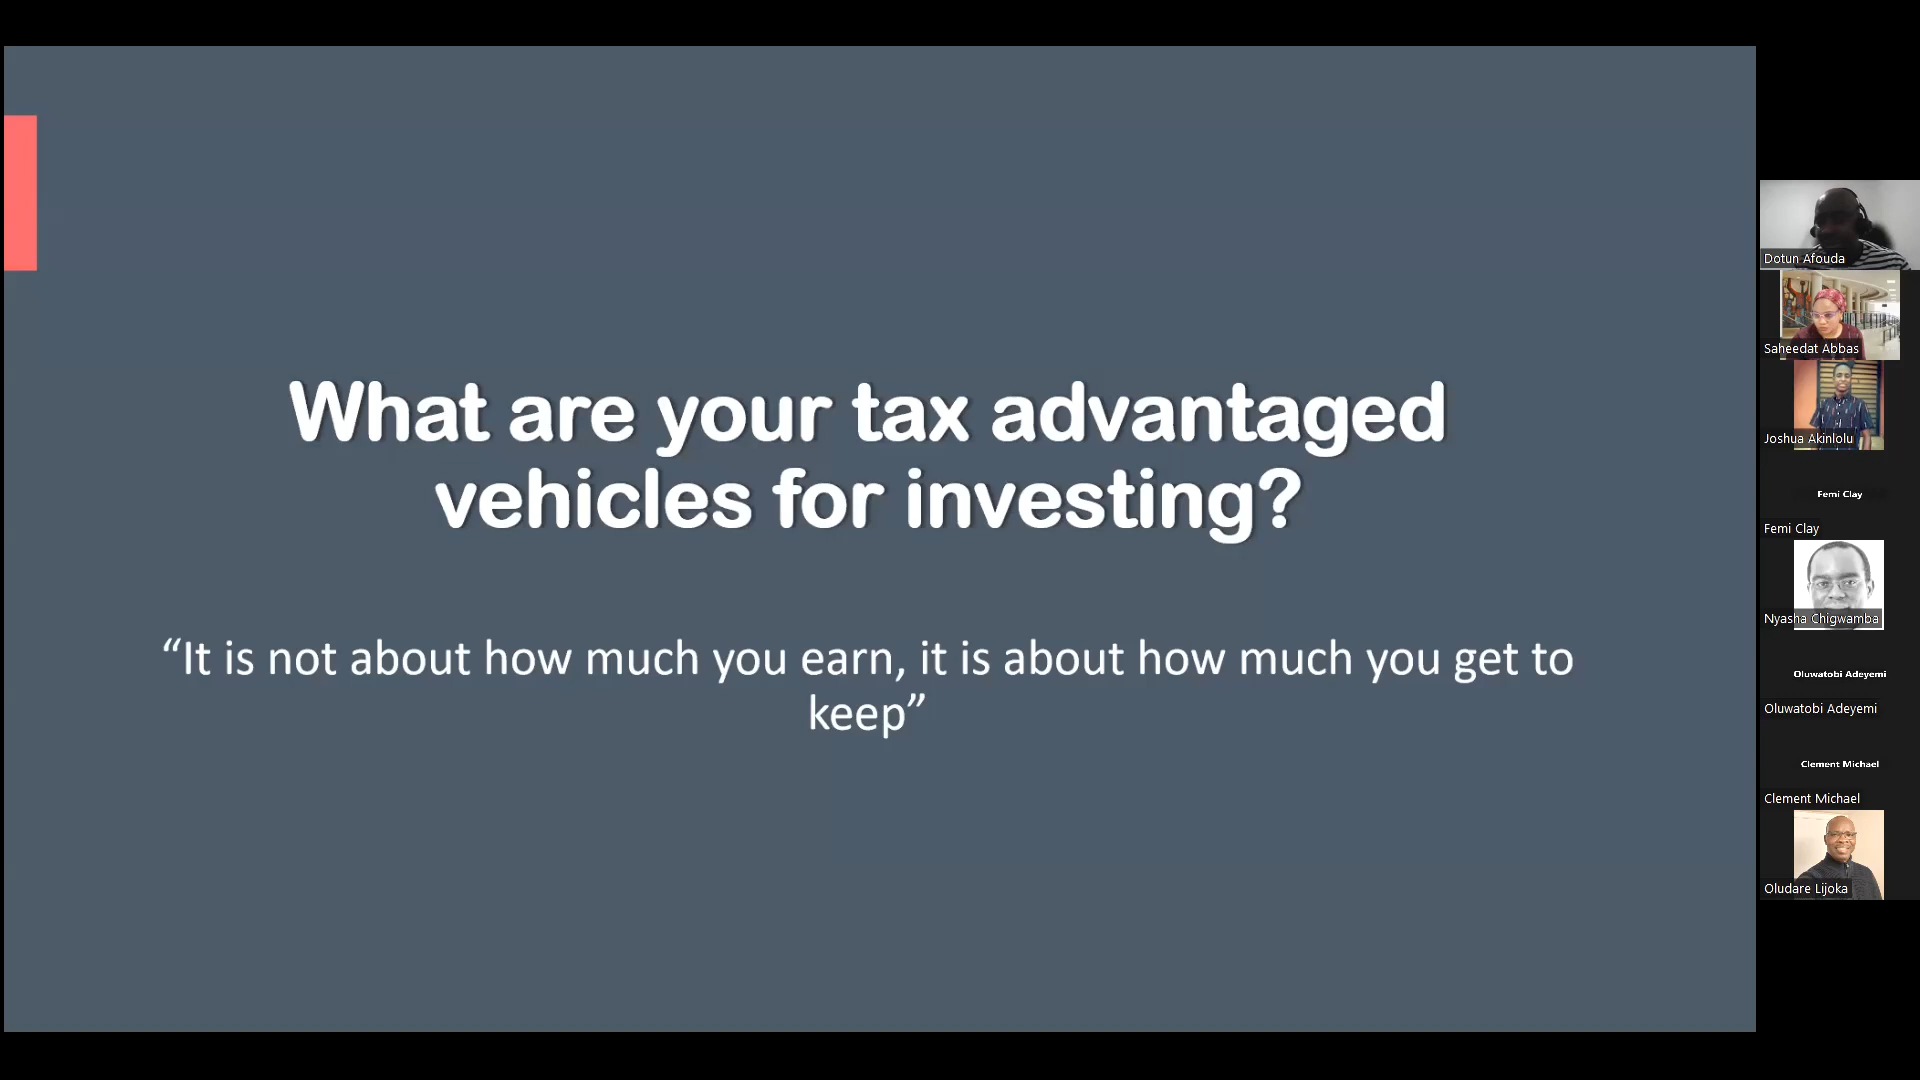 What are your tax advantaged
vehicles for investing?
“It is not about how much you earn, it is about how much you get to
keep”
Dotun Afouda
Saheedat Abbas
Joshua Akinlolu
Femi Clay
Femi Clay
Nyasha Chigwamba
Oluwatobi Adeyemi
Oluwatobi Adeyemi
Clement Michael
Clement Michael
Oludare Lijoka